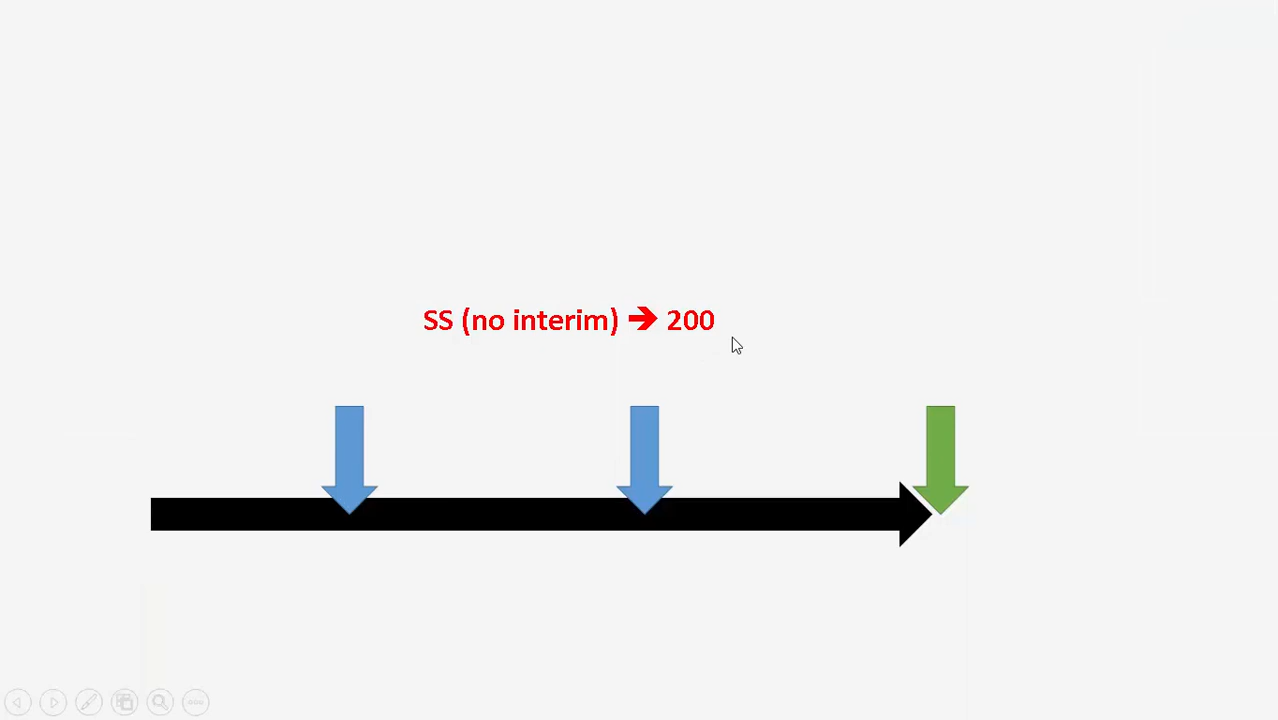 SS (no interim) ➔ 200